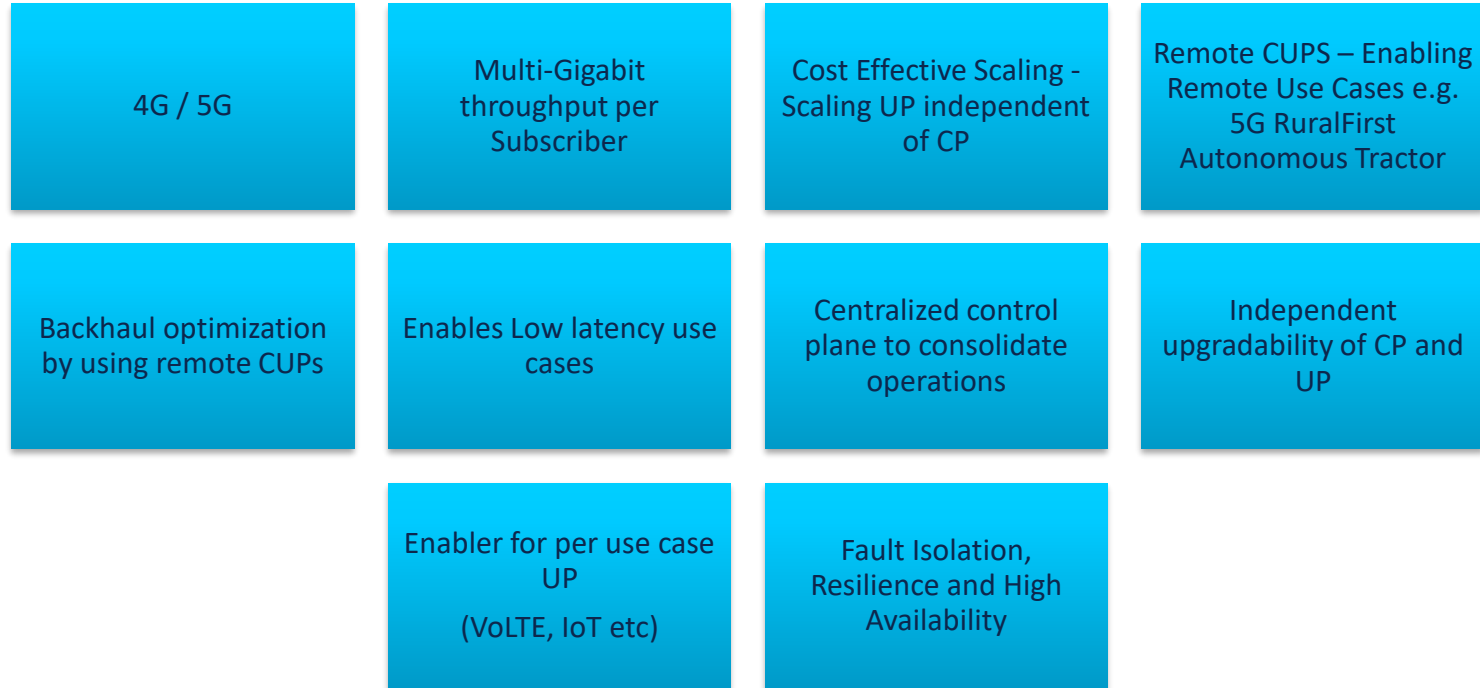 4G / 5G
Multi-Gigabit
throughput per
Subscriber
Cost Effective Scaling -
Scaling UP independent
of CP
Remote CUPS – Enabling
Remote Use Cases e.g.
5G RuralFirst
Autonomous Tractor
Backhaul optimization
by using remote CUPs
Enables Low latency use
cases
Centralized control
plane to consolidate
operations
Independent
upgradability of CP and
UP
Enabler for per use case
UP
(VoLTE, IoT etc)
Fault Isolation,
Resilience and High
Availability